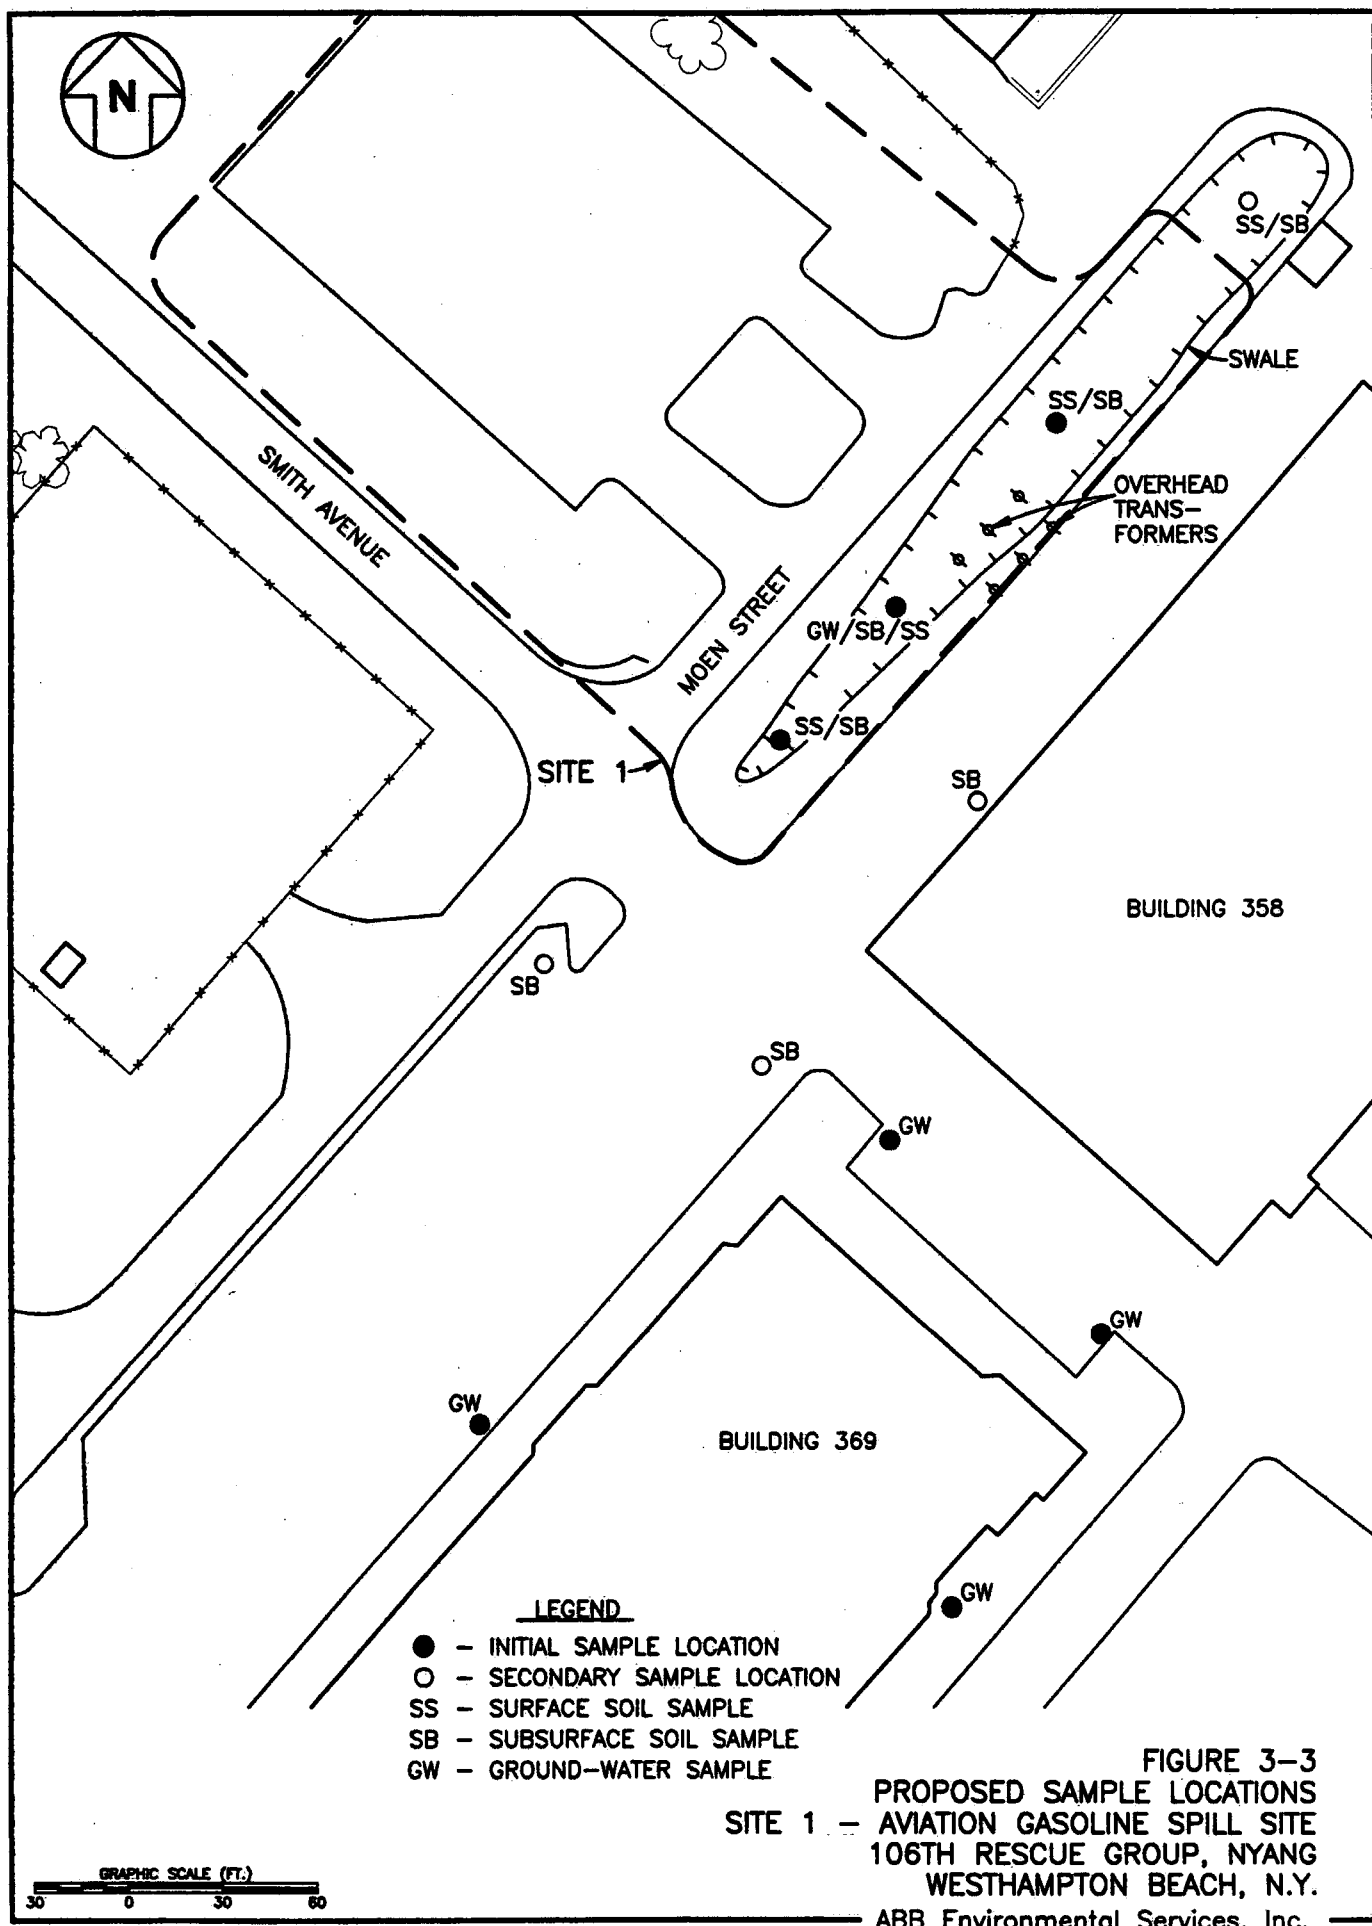 N
SS/SB
SWALE
SS/SB
OVERHEAD
TRANS-
FORMERS
SMITH AVENUE
MOEN STREET
GW/SB/SS
SS/SB
SITE 1
SB
BUILDING 358
SB
SB
GW
GW
GW
BUILDING 369
GW
LEGEND
● - INITIAL SAMPLE LOCATION
○ - SECONDARY SAMPLE LOCATION
SS - SURFACE SOIL SAMPLE
SB - SUBSURFACE SOIL SAMPLE
GW - GROUND-WATER SAMPLE
FIGURE 3-3
PROPOSED SAMPLE LOCATIONS
SITE 1 - AVIATION GASOLINE SPILL SITE
106TH RESCUE GROUP, NYANG
WESTHAMPTON BEACH, N.Y.
GRAPHIC SCALE (FT.)
30 0 30 60
ABB Environmental Services, Inc.